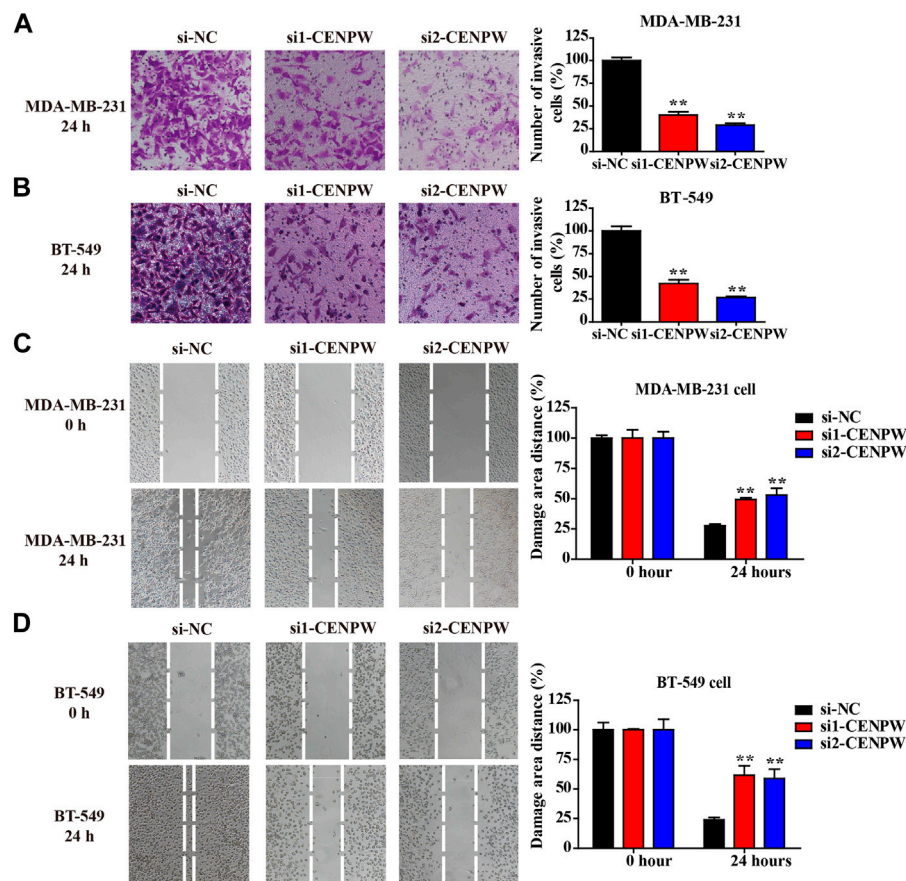 A
si-NC si1-CENPW si2-CENPW
MDA-MB-231
24 h
MDA-MB-231
Number of invasive
cells (%)
125
100
75
50
25
0
** **
si-NC si1-CENPW si2-CENPW
B
si-NC si1-CENPW si2-CENPW
BT-549
24 h
BT-549
Number of invasive
cells (%)
125
100
75
50
25
0
** **
si-NC si1-CENPW si2-CENPW
C
si-NC si1-CENPW si2-CENPW
MDA-MB-231
0 h
MDA-MB-231
24 h
MDA-MB-231 cell
Damage area distance (%)
125
100
75
50
25
0
** **
0 hour 24 hours
si-NC
si1-CENPW
si2-CENPW
D
si-NC si1-CENPW si2-CENPW
BT-549
0 h
BT-549
24 h
BT-549 cell
Damage area distance (%)
125
100
75
50
25
0
** **
0 hour 24 hours
si-NC
si1-CENPW
si2-CENPW